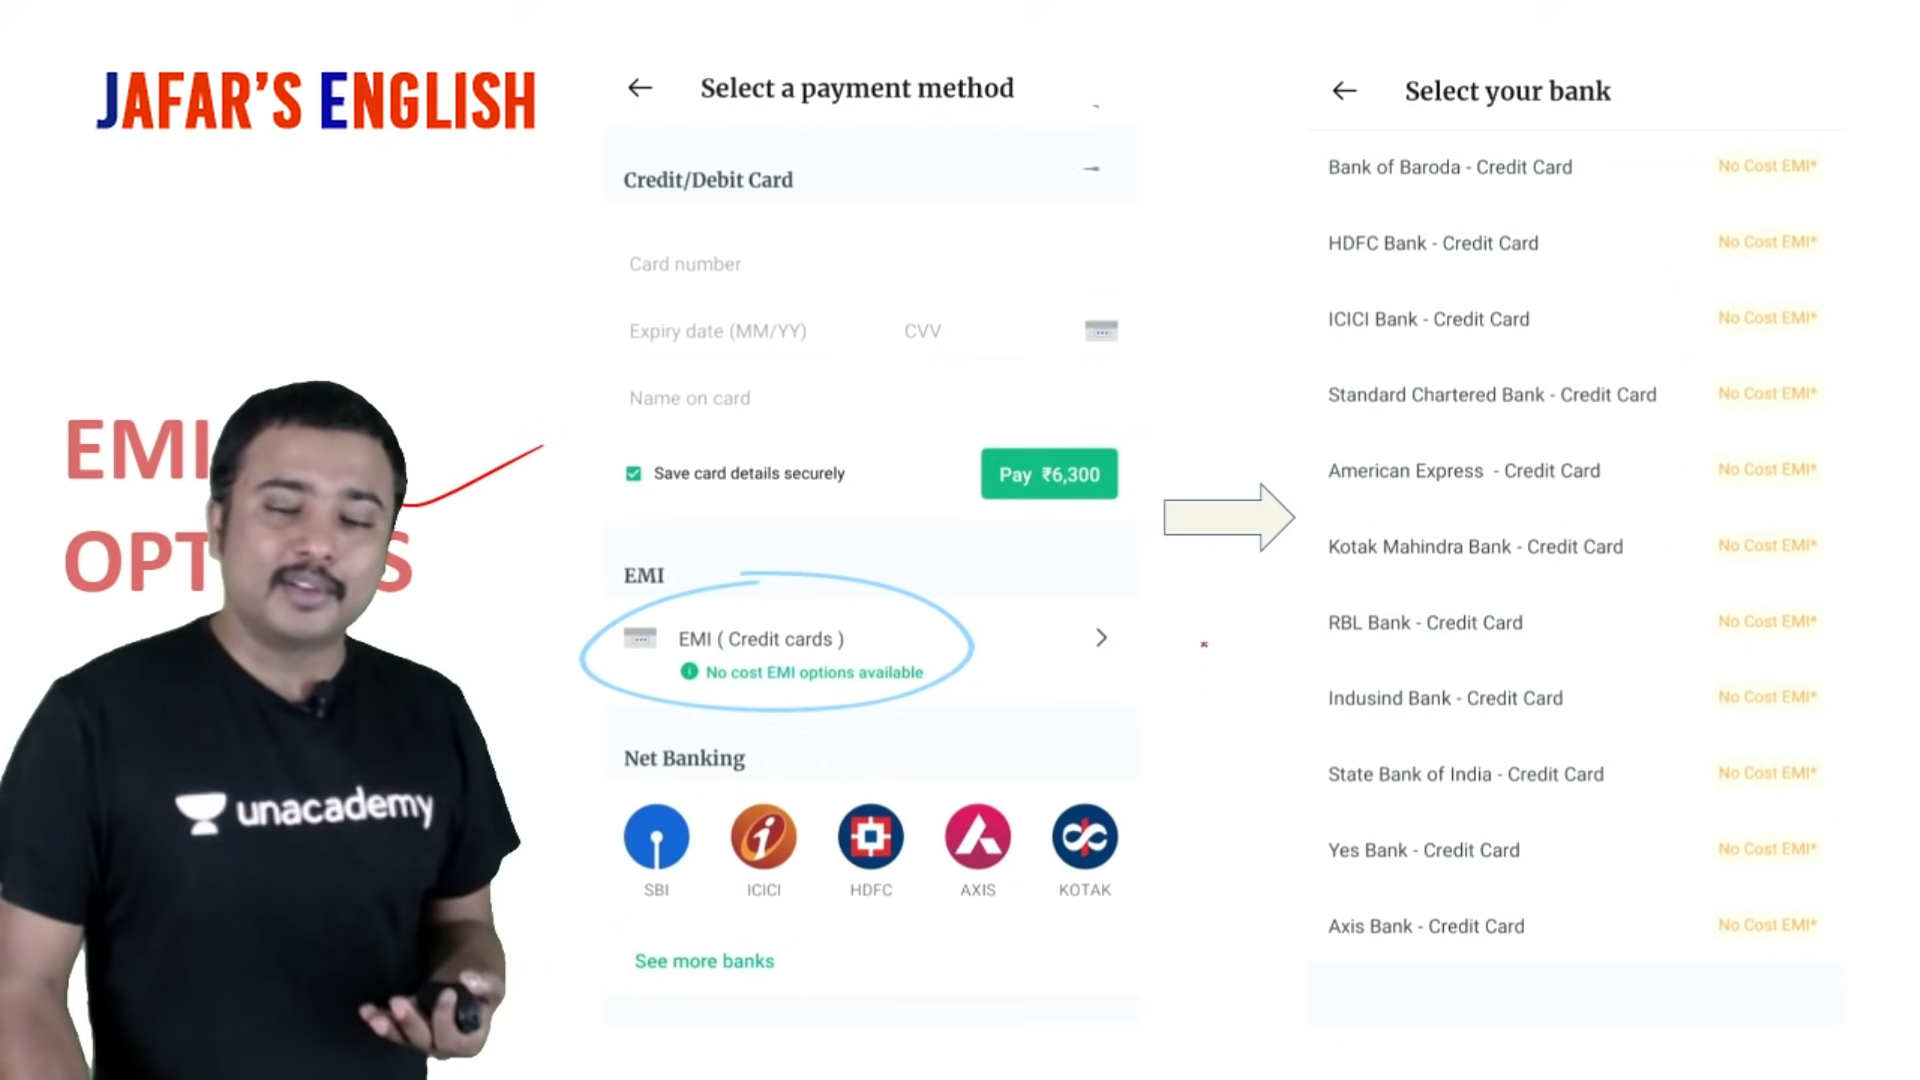 JAFAR'S ENGLISH
EMI
OPT S
unacademy
Select a payment method
Credit/Debit Card
Card number
Expiry date (MM/YY) CVV
Name on card
Save card details securely
Pay ₹6,300
EMI
EMI ( Credit cards )
No cost EMI options available
Net Banking
SBI ICICI HDFC AXIS KOTAK
See more banks
Select your bank
Bank of Baroda - Credit Card No Cost EMI*
HDFC Bank - Credit Card No Cost EMI*
ICICI Bank - Credit Card No Cost EMI*
Standard Chartered Bank - Credit Card No Cost EMI*
American Express - Credit Card No Cost EMI*
Kotak Mahindra Bank - Credit Card No Cost EMI*
RBL Bank - Credit Card No Cost EMI*
Indusind Bank - Credit Card No Cost EMI*
State Bank of India - Credit Card No Cost EMI*
Yes Bank - Credit Card No Cost EMI*
Axis Bank - Credit Card No Cost EMI*